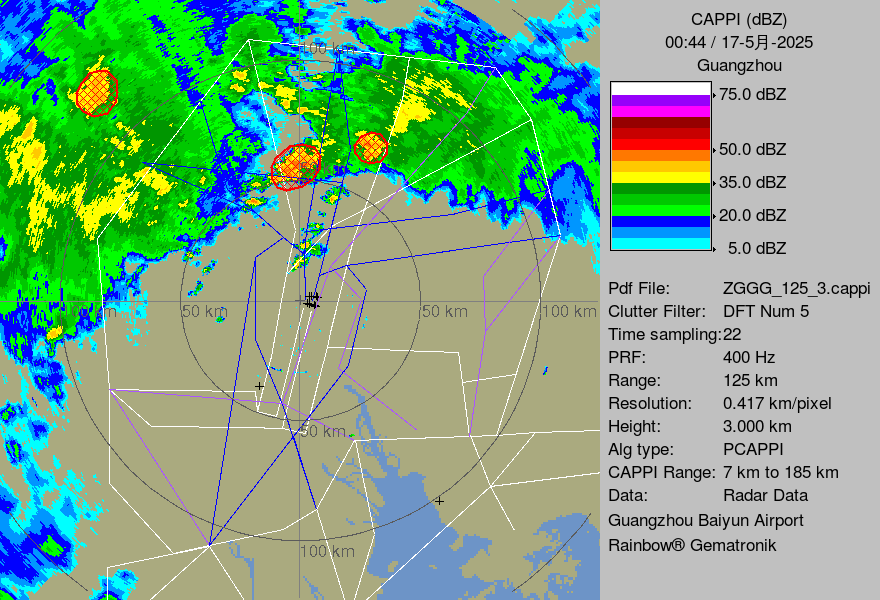 CAPPI (dBZ)
00:44 / 17-5月-2025
Guangzhou
75.0 dBZ
50.0 dBZ
35.0 dBZ
20.0 dBZ
5.0 dBZ
Pdf File: ZGGG_125_3.cappi
Clutter Filter: DFT Num 5
Time sampling:22
PRF: 400 Hz
Range: 125 km
Resolution: 0.417 km/pixel
Height: 3.000 km
Alg type: PCAPPI
CAPPI Range: 7 km to 185 km
Data: Radar Data
Guangzhou Baiyun Airport
Rainbow® Gematronik
100 km
100 km
50 km
50 km
100 km
50 km
100 km